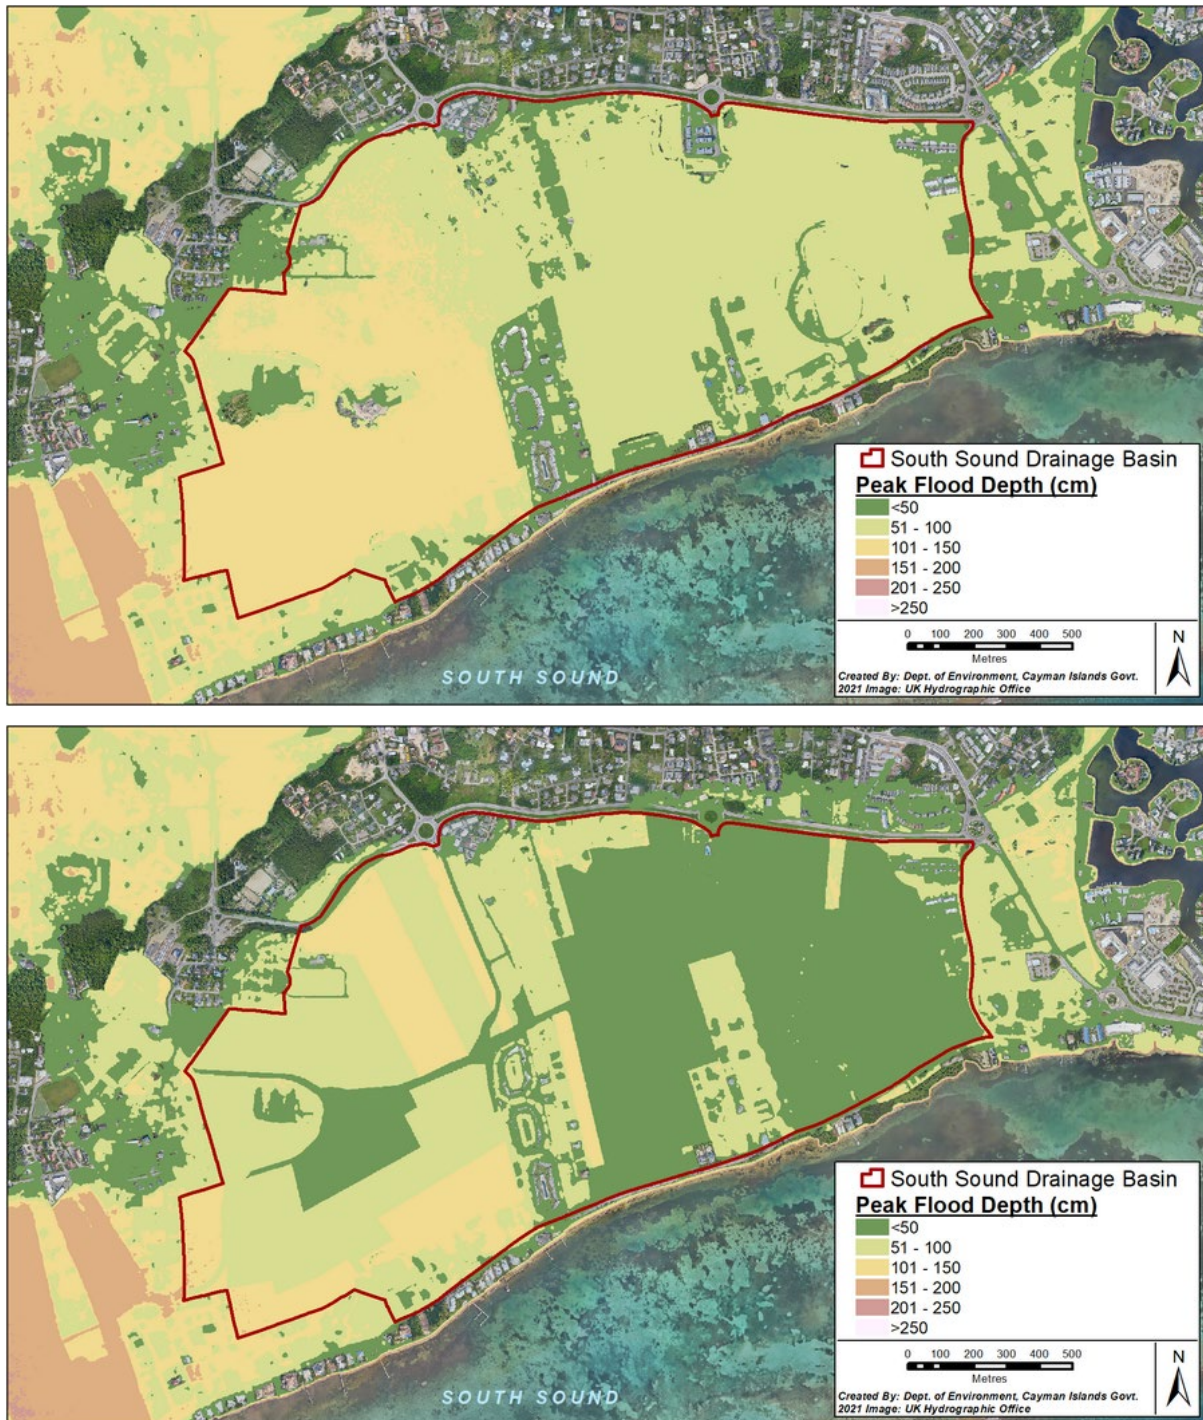 South Sound Drainage Basin
Peak Flood Depth (cm)
<50
51 - 100
101 - 150
151 - 200
201 - 250
>250
0 100 200 300 400 500
Metres
N
Created By: Dept. of Environment, Cayman Islands Govt.
2021 Image: UK Hydrographic Office
SOUTH SOUND
South Sound Drainage Basin
Peak Flood Depth (cm)
<50
51 - 100
101 - 150
151 - 200
201 - 250
>250
0 100 200 300 400 500
Metres
N
Created By: Dept. of Environment, Cayman Islands Govt.
2021 Image: UK Hydrographic Office
SOUTH SOUND